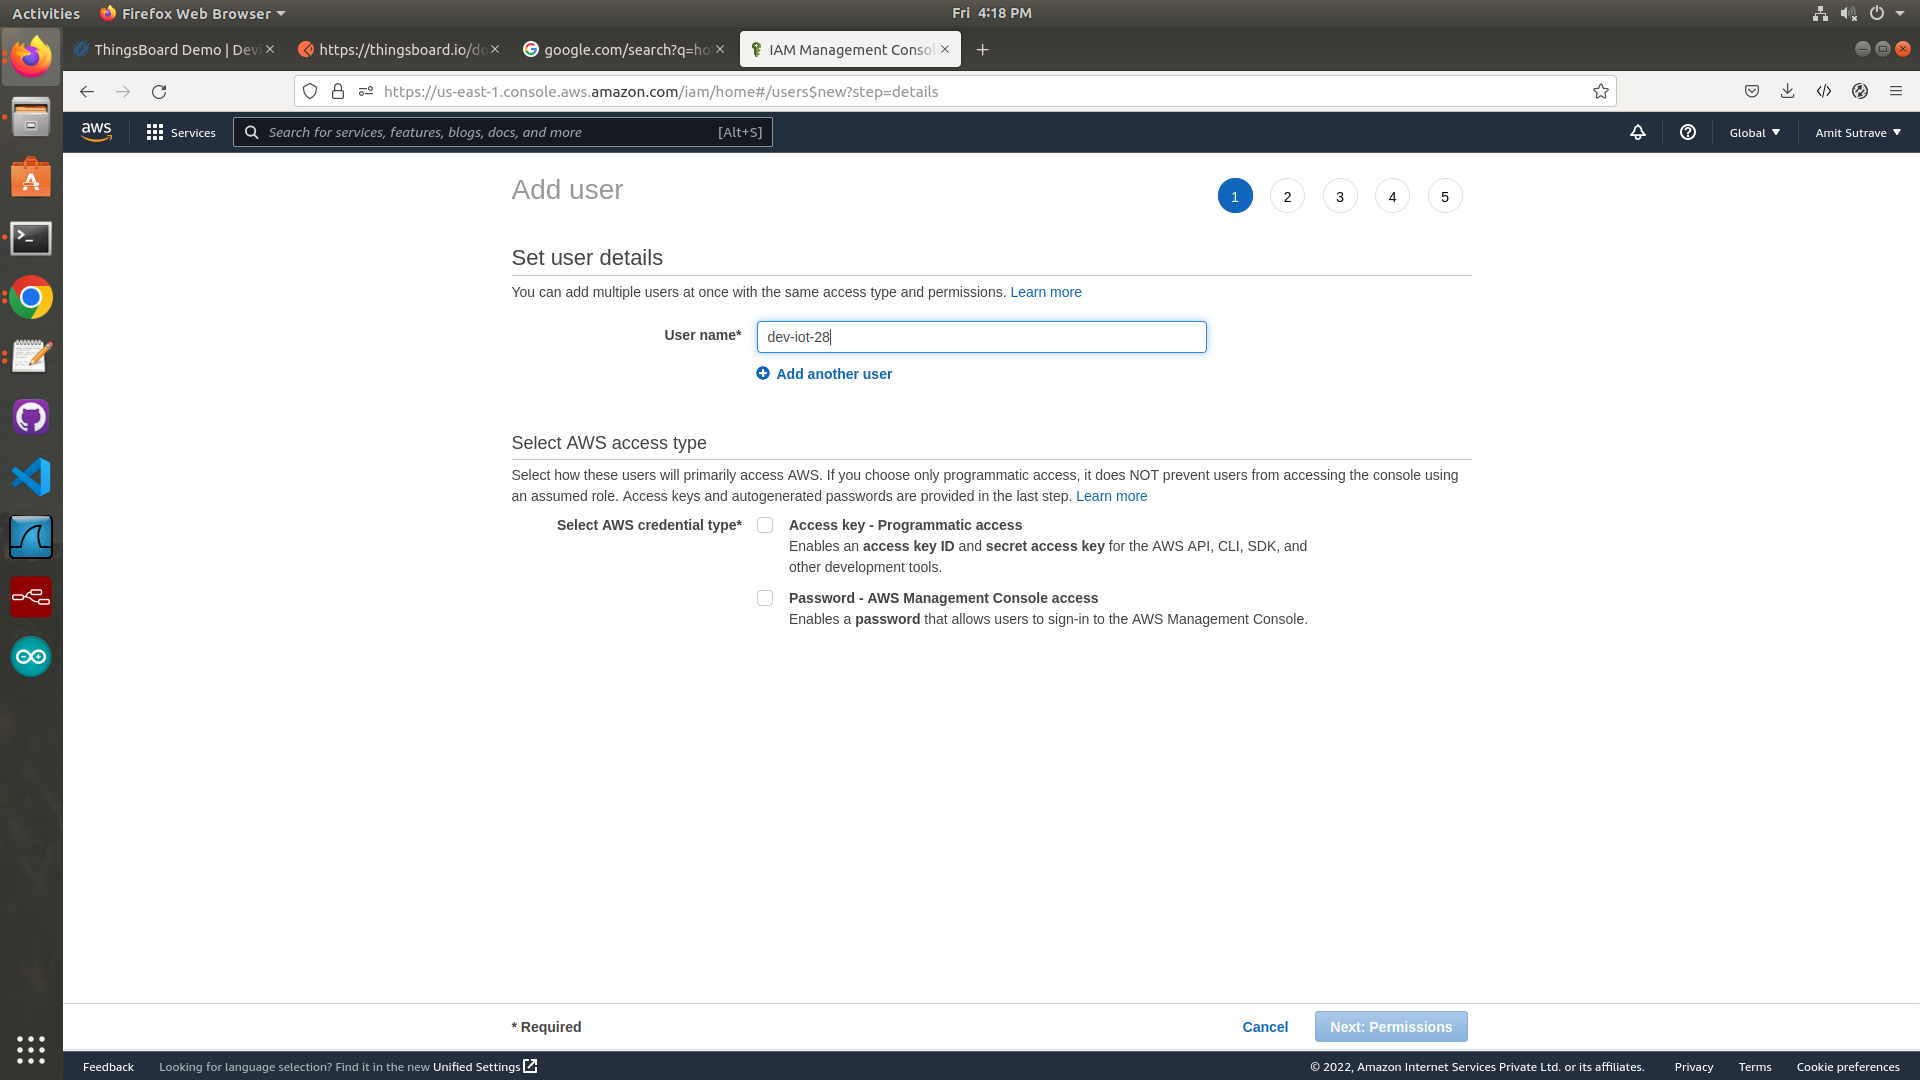 Activities
Firefox Web Browser
Fri 4:18 PM
ThingsBoard Demo | Dev
https://thingsboard.io/do
google.com/search?q=ho
IAM Management Consol
https://us-east-1.console.aws.amazon.com/iam/home#/users$new?step=details
aws
Services
Search for services, features, blogs, docs, and more
[Alt+S]
Global
Amit Sutrave
Add user
1 2 3 4 5
Set user details
You can add multiple users at once with the same access type and permissions. Learn more
User name*
dev-iot-28
Add another user
Select AWS access type
Select how these users will primarily access AWS. If you choose only programmatic access, it does NOT prevent users from accessing the console using
an assumed role. Access keys and autogenerated passwords are provided in the last step. Learn more
Select AWS credential type*
Access key - Programmatic access
Enables an access key ID and secret access key for the AWS API, CLI, SDK, and
other development tools.
Password - AWS Management Console access
Enables a password that allows users to sign-in to the AWS Management Console.
* Required
Cancel
Next: Permissions
Feedback
Looking for language selection? Find it in the new Unified Settings
© 2022, Amazon Internet Services Private Ltd. or its affiliates.
Privacy
Terms
Cookie preferences